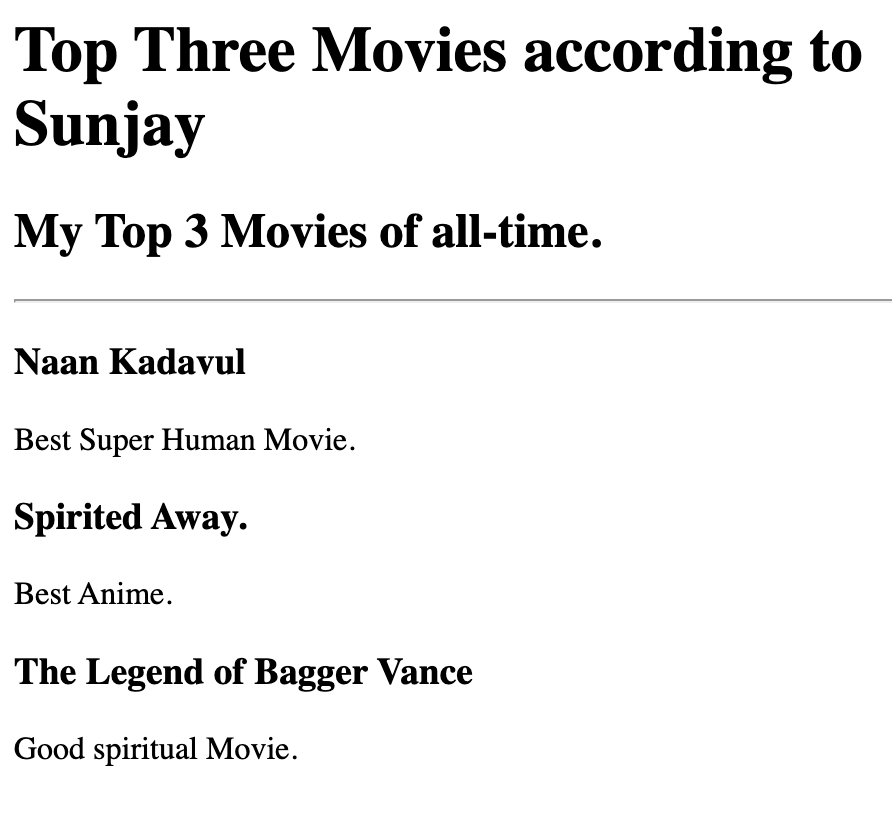 Top Three Movies according to
Sunjay
My Top 3 Movies of all-time.
Naan Kadavul
Best Super Human Movie.
Spirited Away.
Best Anime.
The Legend of Bagger Vance
Good spiritual Movie.